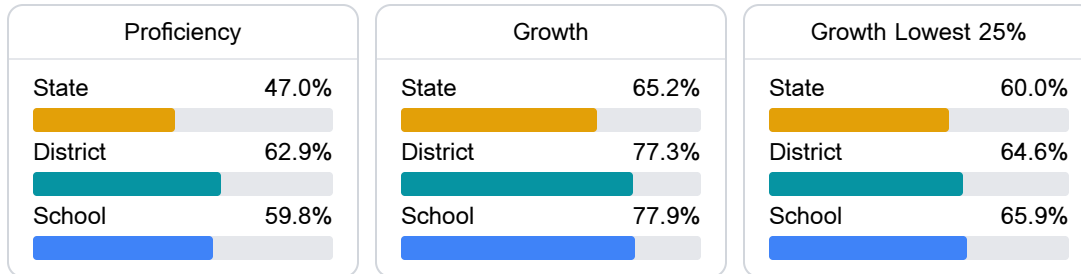 Proficiency
State 47.0%
District 62.9%
School 59.8%
Growth
State 65.2%
District 77.3%
School 77.9%
Growth Lowest 25%
State 60.0%
District 64.6%
School 65.9%